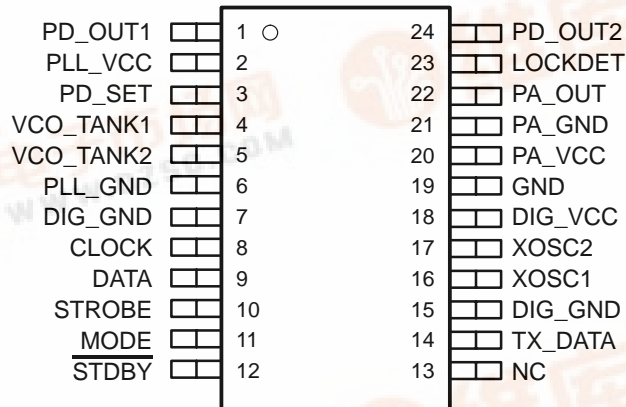 PD_OUT1 1 24 PD_OUT2
PLL_VCC 2 23 LOCKDET
PD_SET 3 22 PA_OUT
VCO_TANK1 4 21 PA_GND
VCO_TANK2 5 20 PA_VCC
PLL_GND 6 19 GND
DIG_GND 7 18 DIG_VCC
CLOCK 8 17 XOSC2
DATA 9 16 XOSC1
STROBE 10 15 DIG_GND
MODE 11 14 TX_DATA
STDBY 12 13 NC